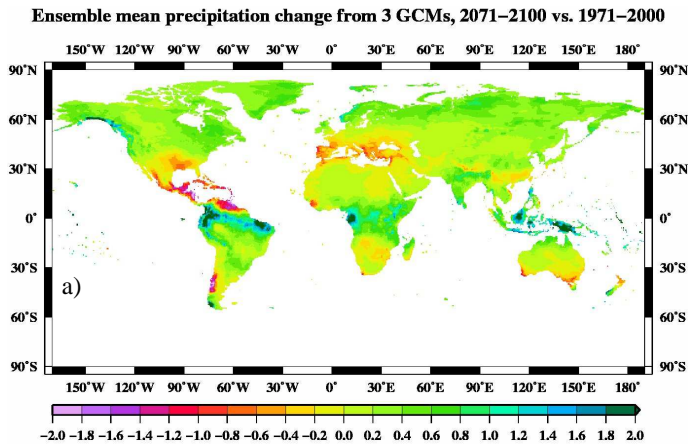 Ensemble mean precipitation change from 3 GCMs, 2071−2100 vs. 1971−2000
150°W 120°W 90°W 60°W 30°W 0° 30°E 60°E 90°E 120°E 150°E 180°
90°N 90°N
60°N 60°N
30°N 30°N
0° 0°
30°S 30°S
a)
60°S 60°S
90°S 90°S
150°W 120°W 90°W 60°W 30°W 0° 30°E 60°E 90°E 120°E 150°E 180°
−2.0 −1.8 −1.6 −1.4 −1.2 −1.0 −0.8 −0.6 −0.4 −0.2 0.0 0.2 0.4 0.6 0.8 1.0 1.2 1.4 1.6 1.8 2.0